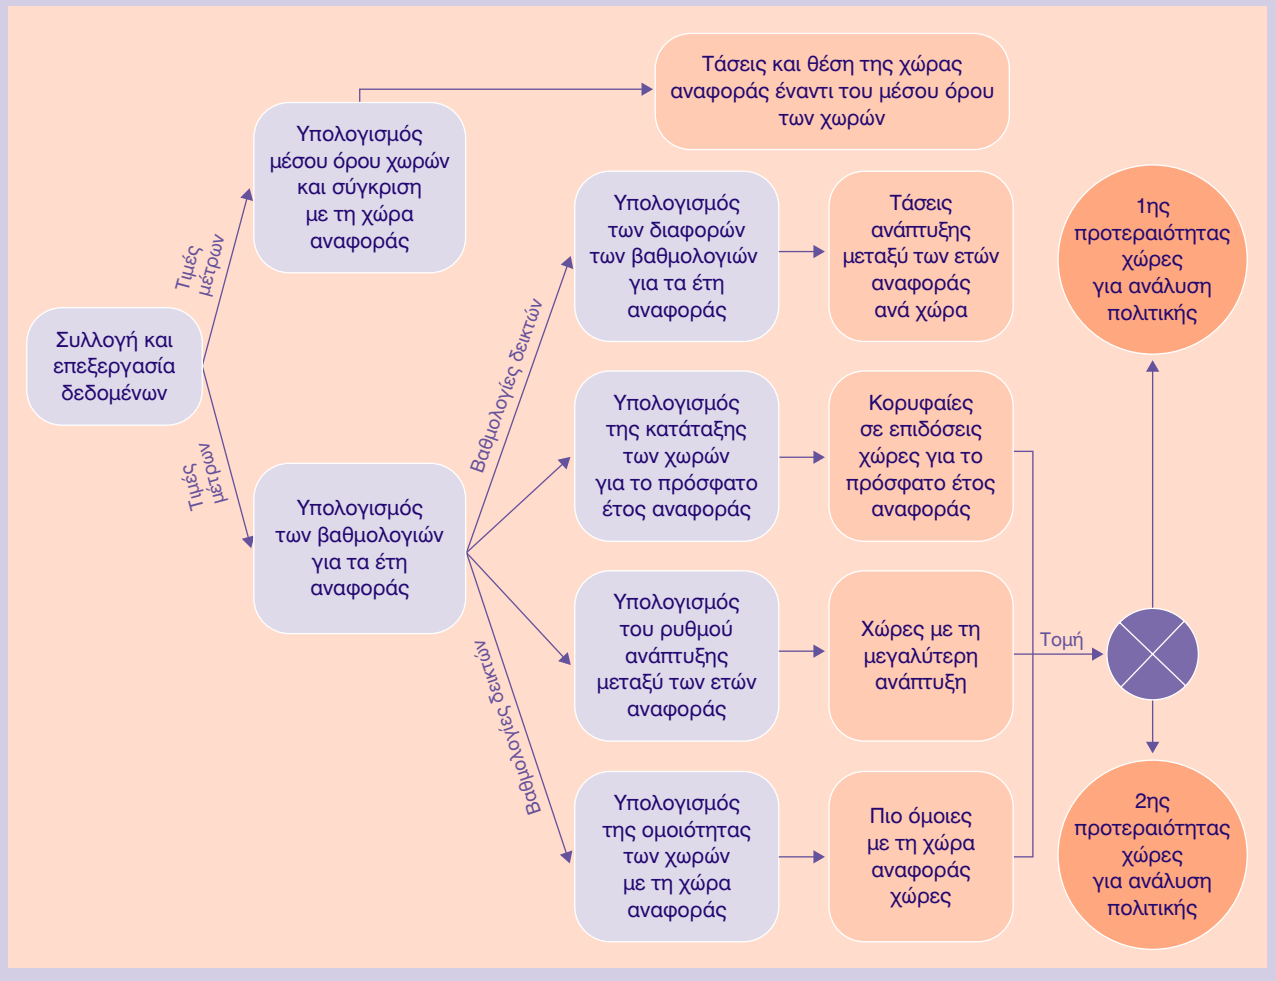 Τάσεις και θέση της χώρας
αναφοράς έναντι του μέσου όρου
των χωρών
Υπολογισμός
μέσου όρου χωρών
και σύγκριση
με τη χώρα
αναφοράς
Τιμές
μέτρων
Συλλογή και
επεξεργασία
δεδομένων
Τιμές
μέτρων
Υπολογισμός
των βαθμολογιών
για τα έτη
αναφοράς
Βαθμολογίες δεικτών
Βαθμολογίες δεικτών
Υπολογισμός
των διαφορών
των βαθμολογιών
για τα έτη
αναφοράς
Τάσεις
ανάπτυξης
μεταξύ των ετών
αναφοράς
ανά χώρα
Υπολογισμός
της κατάταξης
των χωρών
για το πρόσφατο
έτος αναφοράς
Κορυφαίες
σε επιδόσεις
χώρες για το
πρόσφατο έτος
αναφοράς
Υπολογισμός
του ρυθμού
ανάπτυξης
μεταξύ των ετών
αναφοράς
Χώρες με τη
μεγαλύτερη
ανάπτυξη
Υπολογισμός
της ομοιότητας
των χωρών
με τη χώρα
αναφοράς
Πιο όμοιες
με τη χώρα
αναφοράς
χώρες
Τομή
1ης
προτεραιότητας
χώρες
για ανάλυση
πολιτικής
2ης
προτεραιότητας
χώρες
για ανάλυση
πολιτικής